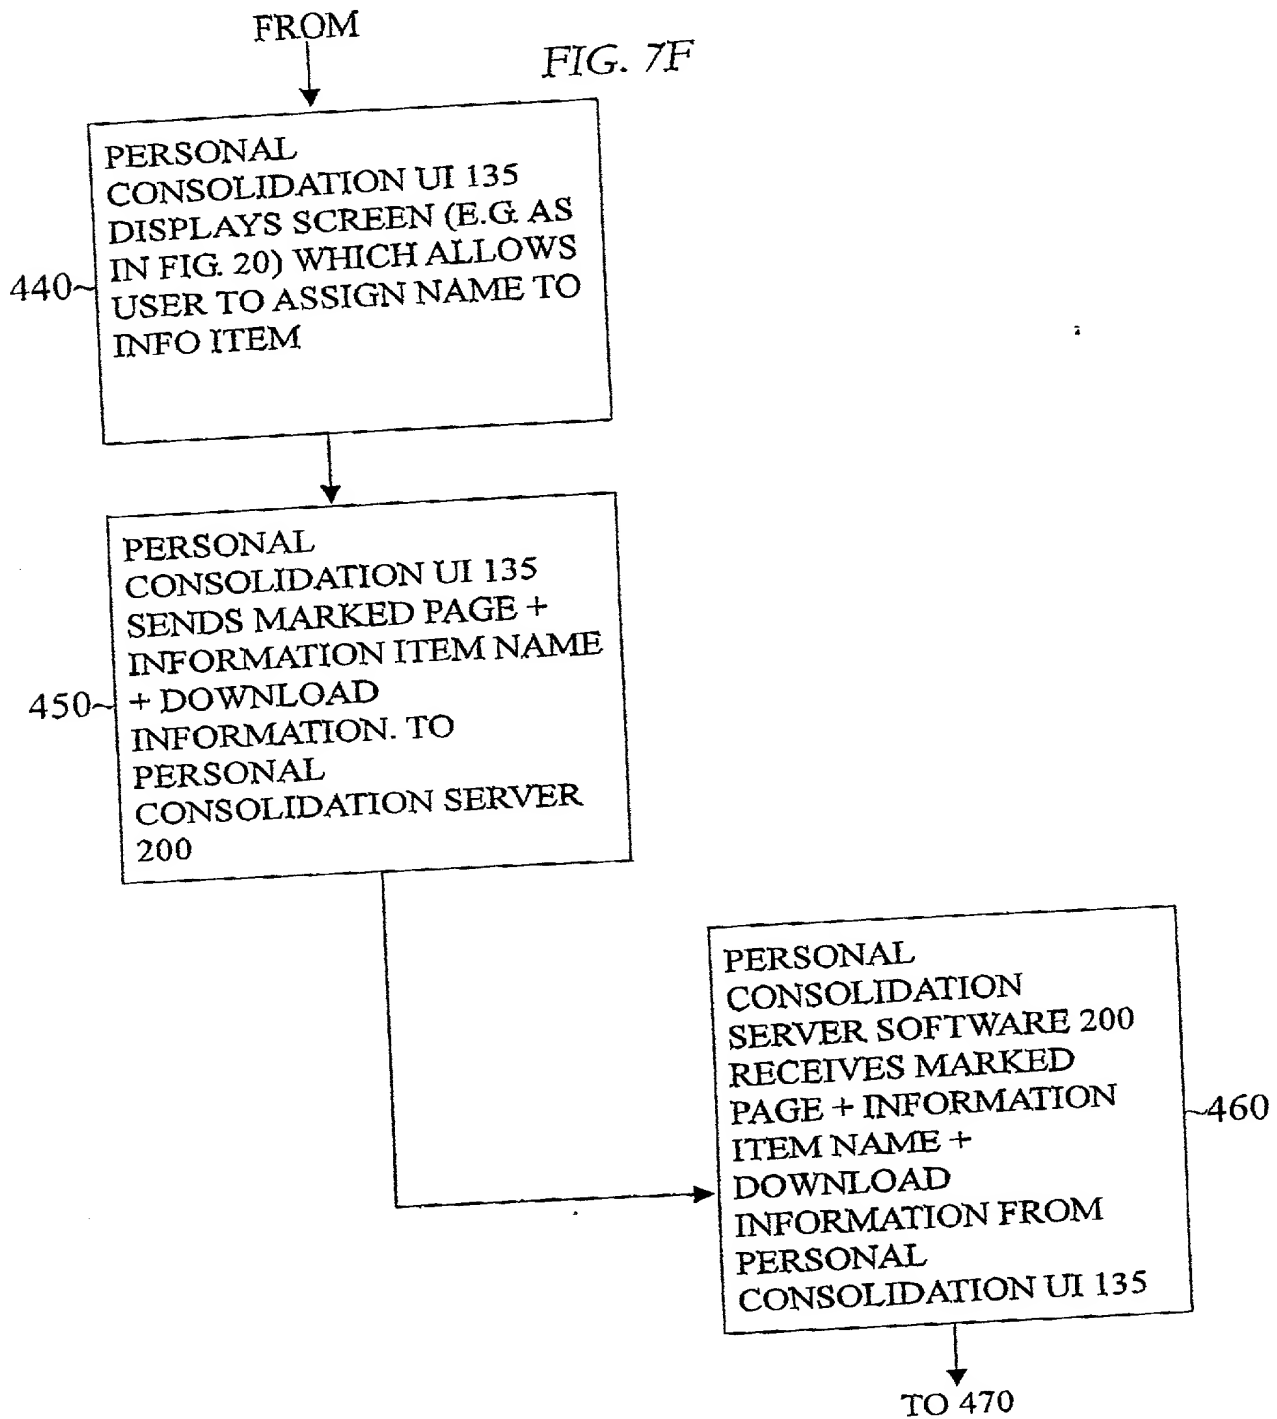 FROM
FIG. 7F
PERSONAL
CONSOLIDATION UI 135
DISPLAYS SCREEN (E.G. AS
IN FIG. 20) WHICH ALLOWS
USER TO ASSIGN NAME TO
INFO ITEM
440
PERSONAL
CONSOLIDATION UI 135
SENDS MARKED PAGE +
INFORMATION ITEM NAME
+ DOWNLOAD
INFORMATION. TO
PERSONAL
CONSOLIDATION SERVER
200
450
PERSONAL
CONSOLIDATION
SERVER SOFTWARE 200
RECEIVES MARKED
PAGE + INFORMATION
ITEM NAME +
DOWNLOAD
INFORMATION FROM
PERSONAL
CONSOLIDATION UI 135
460
TO 470